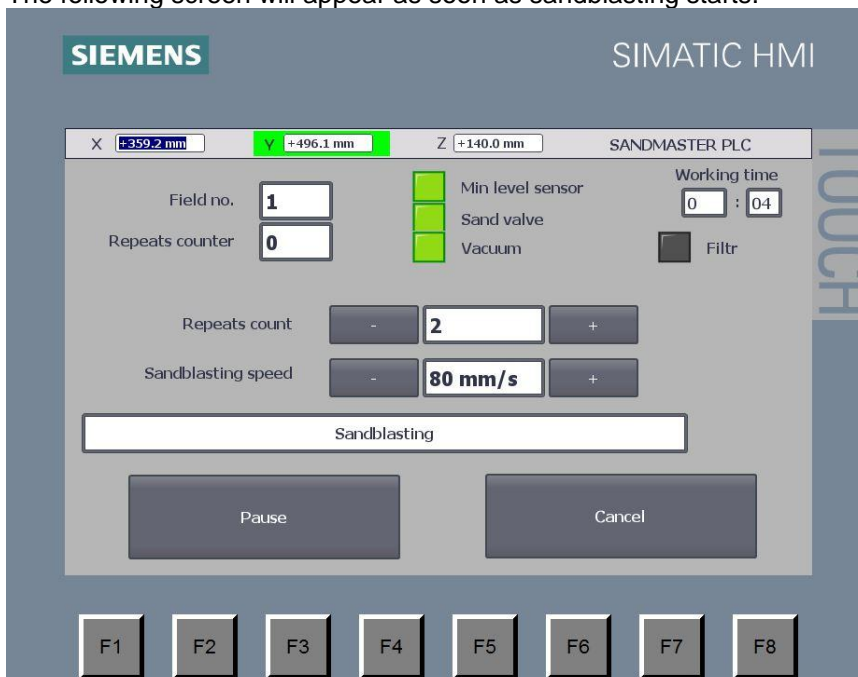 The following screen will appear as soon as sandblasting starts.
SIEMENS SIMATIC HMI
X +359.2 mm Y +496.1 mm Z +140.0 mm SANDMASTER PLC
TOUCH
Field no. 1 Min level sensor Working time
Sand valve 0 : 04
Repeats counter 0 Vacuum Filtr
Repeats count - 2 +
Sandblasting speed - 80 mm/s +
Sandblasting
Pause Cancel
F1 F2 F3 F4 F5 F6 F7 F8